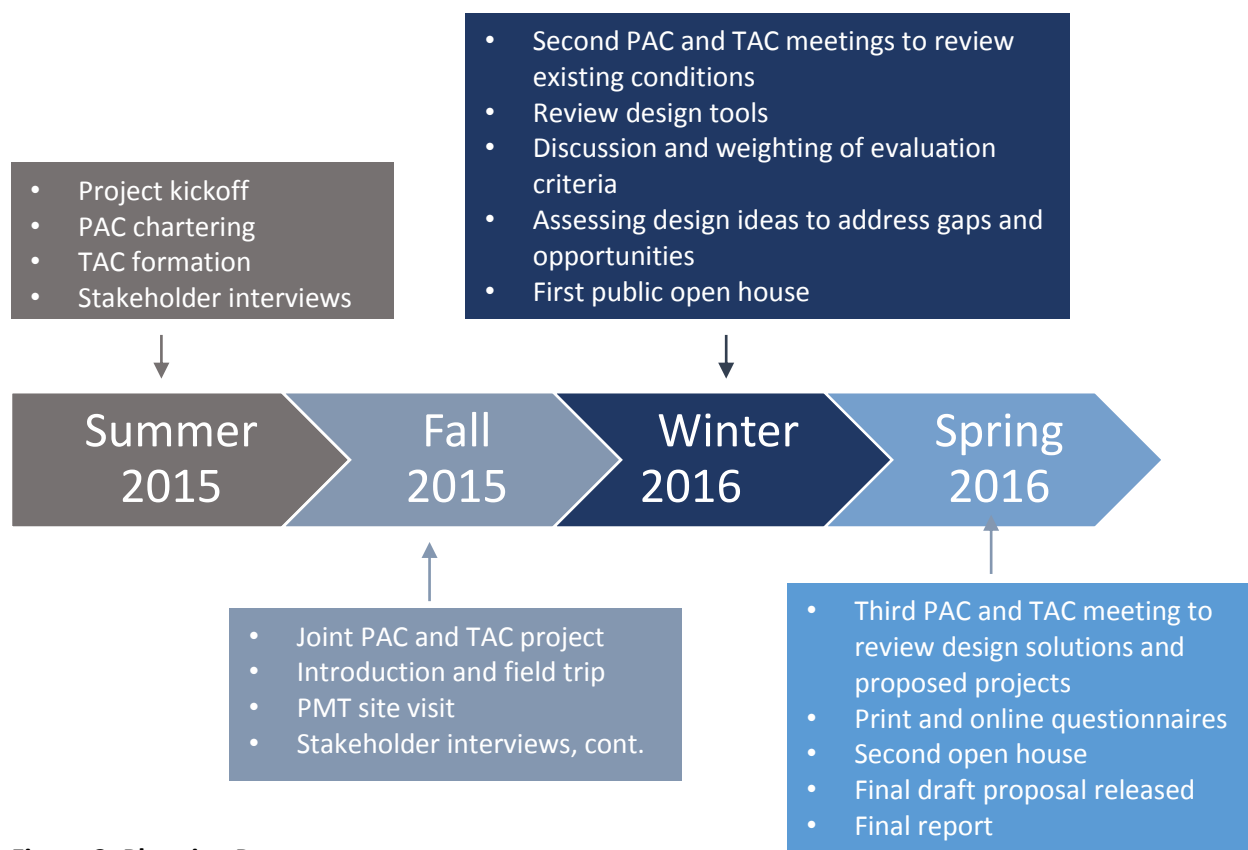 • Second PAC and TAC meetings to review
existing conditions
• Review design tools
• Discussion and weighting of evaluation
criteria
• Assessing design ideas to address gaps and
opportunities
• First public open house
• Project kickoff
• PAC chartering
• TAC formation
• Stakeholder interviews
Summer
2015
Fall
2015
Winter
2016
Spring
2016
• Joint PAC and TAC project
• Introduction and field trip
• PMT site visit
• Stakeholder interviews, cont.
• Third PAC and TAC meeting to
review design solutions and
proposed projects
• Print and online questionnaires
• Second open house
• Final draft proposal released
• Final report